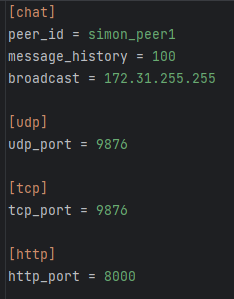 [chat]
peer_id = simon_peer1
message_history = 100
broadcast = 172.31.255.255
[udp]
udp_port = 9876
[tcp]
tcp_port = 9876
[http]
http_port = 8000